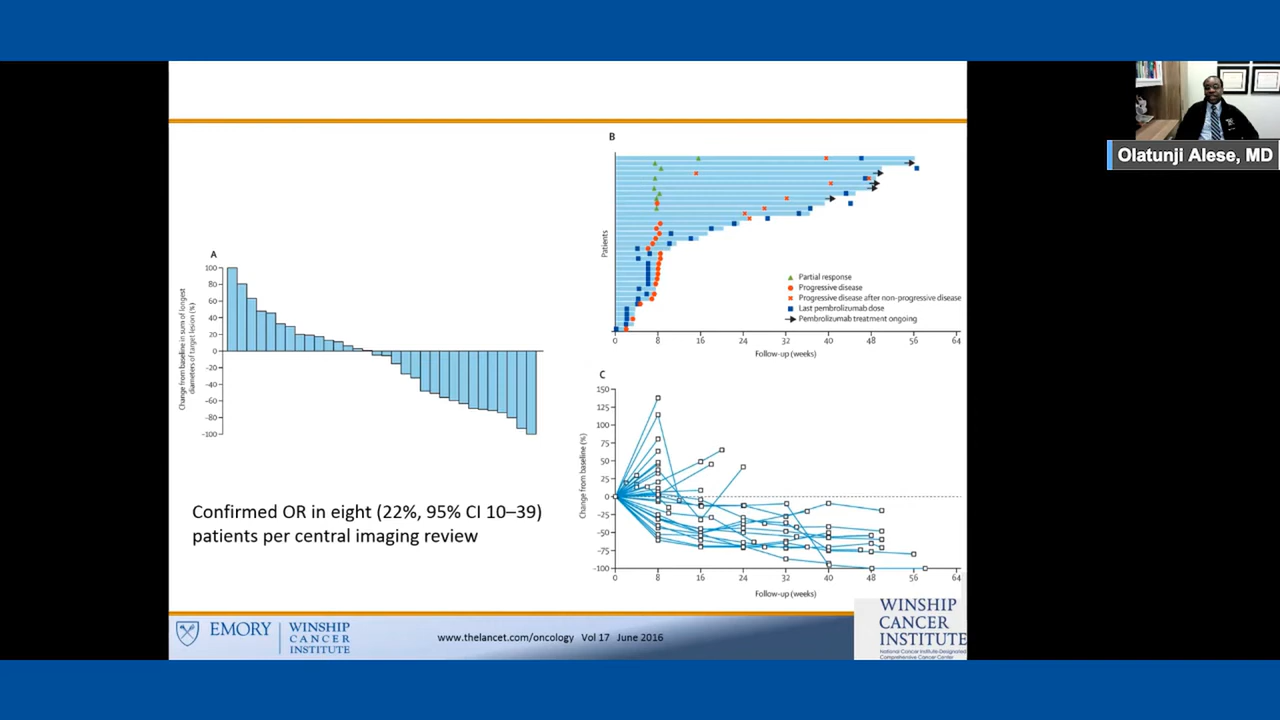 Olatunji Alese, MD
A
Change from baseline in sum of longest
diameters of target lesion (%)
100
80
60
40
20
0
-20
-40
-60
-80
-100
Confirmed OR in eight (22%, 95% CI 10–39)
patients per central imaging review
B
Patients
Partial response
Progressive disease
Progressive disease after non-progressive disease
Last pembrolizumab dose
Pembrolizumab treatment ongoing
0 8 16 24 32 40 48 56 64
Follow-up (weeks)
C
Change from baseline (%)
150
125
100
75
50
25
0
-25
-50
-75
-100
0 8 16 24 32 40 48 56 64
Follow-up (weeks)
EMORY
WINSHIP
CANCER
INSTITUTE
www.thelancet.com/oncology Vol 17 June 2016
WINSHIP
CANCER
INSTITUTE
National Cancer Institute-Designated
Comprehensive Cancer Center